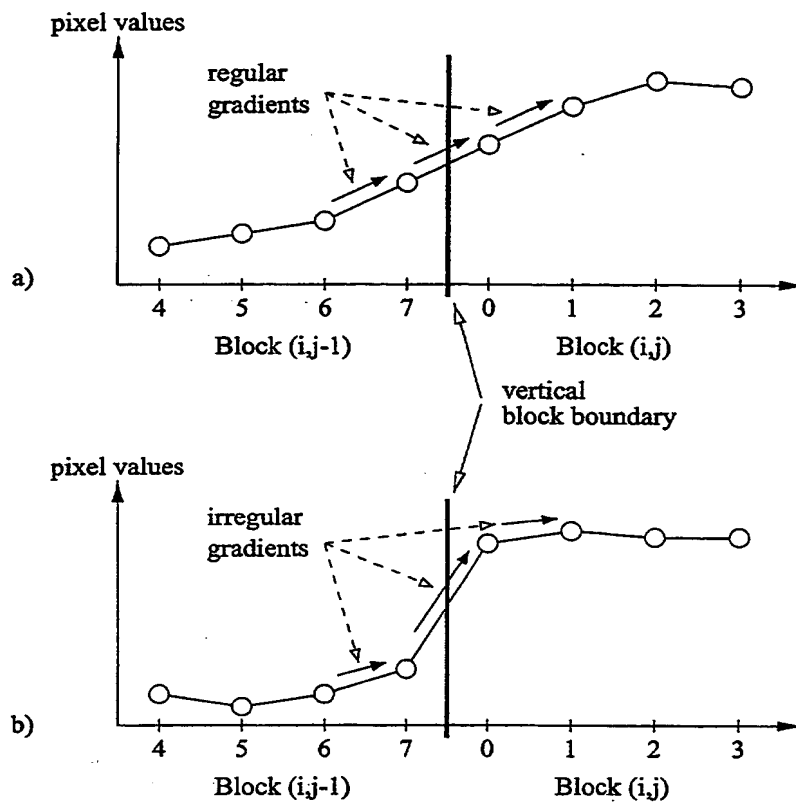 pixel values
regular
gradients
a)
4 5 6 7 0 1 2 3
Block (i,j-1) Block (i,j)
vertical
block boundary
pixel values
irregular
gradients
b)
4 5 6 7 0 1 2 3
Block (i,j-1) Block (i,j)